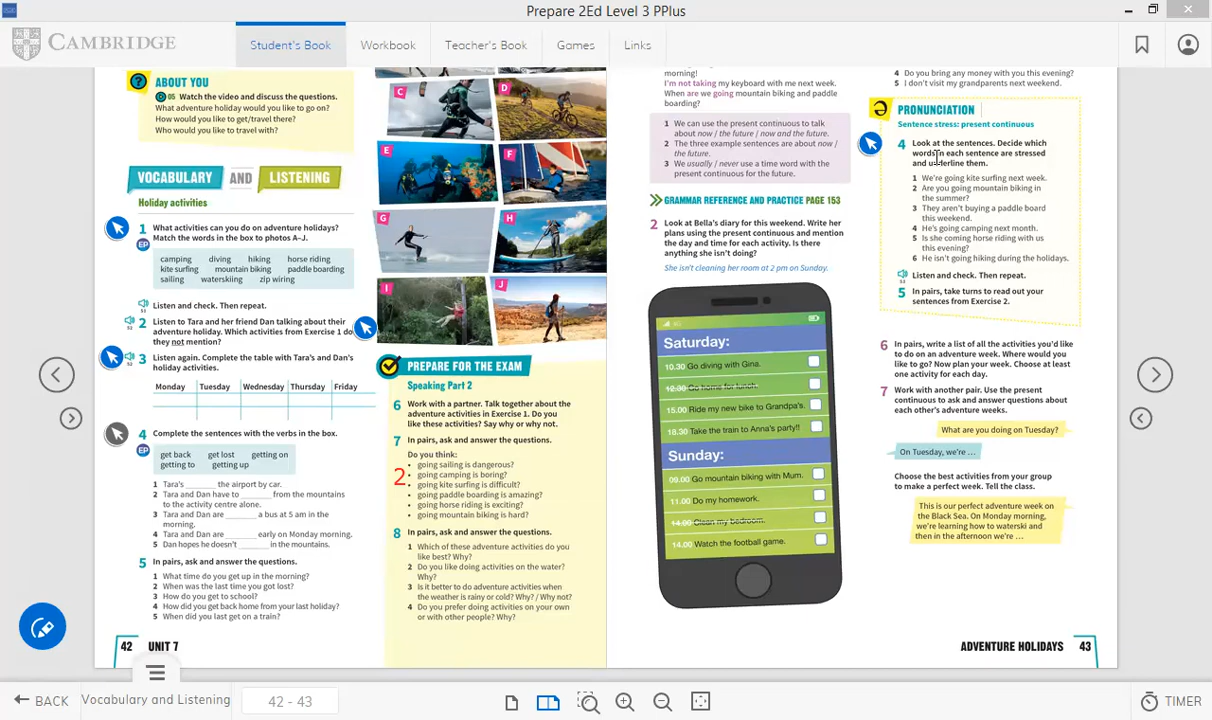 Prepare 2Ed Level 3 PPlus
CAMBRIDGE
Student's Book
Workbook
Teacher's Book
Games
Links
? ABOUT YOU
05 Watch the video and discuss the questions.
What adventure holiday would you like to go on?
How would you like to get/travel there?
Who would you like to travel with?
VOCABULARY AND LISTENING
Holiday activities
1 What activities can you do on adventure holidays?
EP Match the words in the box to photos A–J.
camping diving hiking horse riding
kite surfing mountain biking paddle boarding
sailing waterskiing zip wiring
Listen and check. Then repeat.
2 Listen to Tara and her friend Dan talking about their
adventure holiday. Which activities from Exercise 1 do
they not mention?
3 Listen again. Complete the table with Tara's and Dan's
holiday activities.
Monday Tuesday Wednesday Thursday Friday
4 Complete the sentences with the verbs in the box.
EP
get back get lost getting on
getting to getting up
1 Tara's ______ the airport by car.
2 Tara and Dan have to ______ from the mountains
to the activity centre alone.
3 Tara and Dan are ______ a bus at 5 am in the
morning.
4 Tara and Dan are ______ early on Monday morning.
5 Dan hopes he doesn't ______ in the mountains.
5 In pairs, ask and answer the questions.
1 What time do you get up in the morning?
2 When was the last time you got lost?
3 How do you get to school?
4 How did you get back home from your last holiday?
5 When did you last get on a train?
42 UNIT 7
C
D
E
F
G
H
I
J
PREPARE FOR THE EXAM
Speaking Part 2
6 Work with a partner. Talk together about the
adventure activities in Exercise 1. Do you
like these activities? Say why or why not.
7 In pairs, ask and answer the questions.
Do you think:
• going sailing is dangerous?
• going camping is boring?
2
• going kite surfing is difficult?
• going paddle boarding is amazing?
• going horse riding is exciting?
• going mountain biking is hard?
8 In pairs, ask and answer the questions.
1 Which of these adventure activities do you
like best? Why?
2 Do you like doing activities on the water?
Why?
3 Is it better to do adventure activities when
the weather is rainy or cold? Why? / Why not?
4 Do you prefer doing activities on your own
or with other people? Why?
morning!
I'm not taking my keyboard with me next week.
When are we going mountain biking and paddle
boarding?
1 We can use the present continuous to talk
about now / the future / now and the future.
2 The three example sentences are about now /
the future.
3 We usually / never use a time word with the
present continuous for the future.
GRAMMAR REFERENCE AND PRACTICE PAGE 153
2 Look at Bella's diary for this weekend. Write her
plans using the present continuous and mention
the day and time for each activity. Is there
anything she isn't doing?
She isn't cleaning her room at 2 pm on Sunday.
4G
Saturday:
10.30 Go diving with Gina.
12.30 Go home for lunch.
15.00 Ride my new bike to Grandpa's.
18.30 Take the train to Anna's party!!
Sunday:
09.00 Go mountain biking with Mum.
11.00 Do my homework.
14.00 Clean my bedroom.
14.00 Watch the football game.
4 Do you bring any money with you this evening?
5 I don't visit my grandparents next weekend.
ə PRONUNCIATION
Sentence stress: present continuous
4 Look at the sentences. Decide which
words in each sentence are stressed
and underline them.
1 We're going kite surfing next week.
2 Are you going mountain biking in
the summer?
3 They aren't buying a paddle board
this weekend.
4 He's going camping next month.
5 Is she coming horse riding with us
this evening?
6 He isn't going hiking during the holidays.
Listen and check. Then repeat.
5 In pairs, take turns to read out your
sentences from Exercise 2.
6 In pairs, write a list of all the activities you'd like
to do on an adventure week. Where would you
like to go? Now plan your week. Choose at least
one activity for each day.
7 Work with another pair. Use the present
continuous to ask and answer questions about
each other's adventure weeks.
What are you doing on Tuesday?
On Tuesday, we're …
Choose the best activities from your group
to make a perfect week. Tell the class.
This is our perfect adventure week on
the Black Sea. On Monday morning,
we're learning how to waterski and
then in the afternoon we're …
ADVENTURE HOLIDAYS 43
BACK
Vocabulary and Listening
42 - 43
TIMER